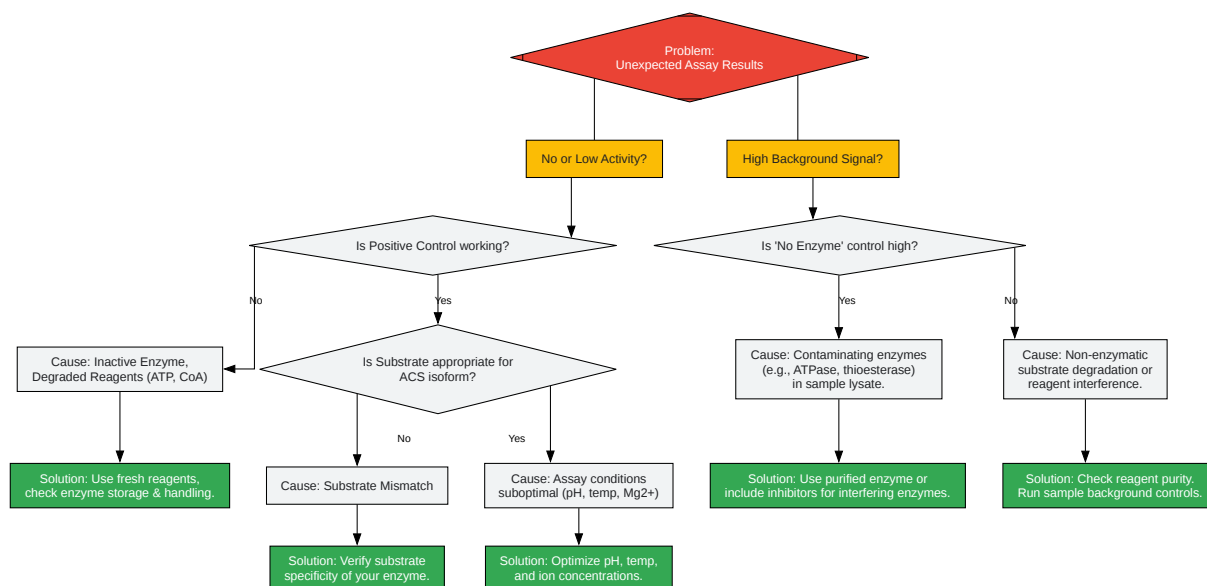 Problem:
Unexpected Assay Results
No or Low Activity?
High Background Signal?
Is Positive Control working?
Is 'No Enzyme' control high?
No
Yes
Yes
No
Cause: Inactive Enzyme,
Degraded Reagents (ATP, CoA)
Is Substrate appropriate for
ACS isoform?
Cause: Contaminating enzymes
(e.g., ATPase, thioesterase)
in sample lysate.
Cause: Non-enzymatic
substrate degradation or
reagent interference.
No
Yes
Solution: Use fresh reagents,
check enzyme storage & handling.
Cause: Substrate Mismatch
Cause: Assay conditions
suboptimal (pH, temp, Mg2+)
Solution: Use purified enzyme or
include inhibitors for interfering enzymes.
Solution: Check reagent purity.
Run sample background controls.
Solution: Verify substrate
specificity of your enzyme.
Solution: Optimize pH, temp,
and ion concentrations.